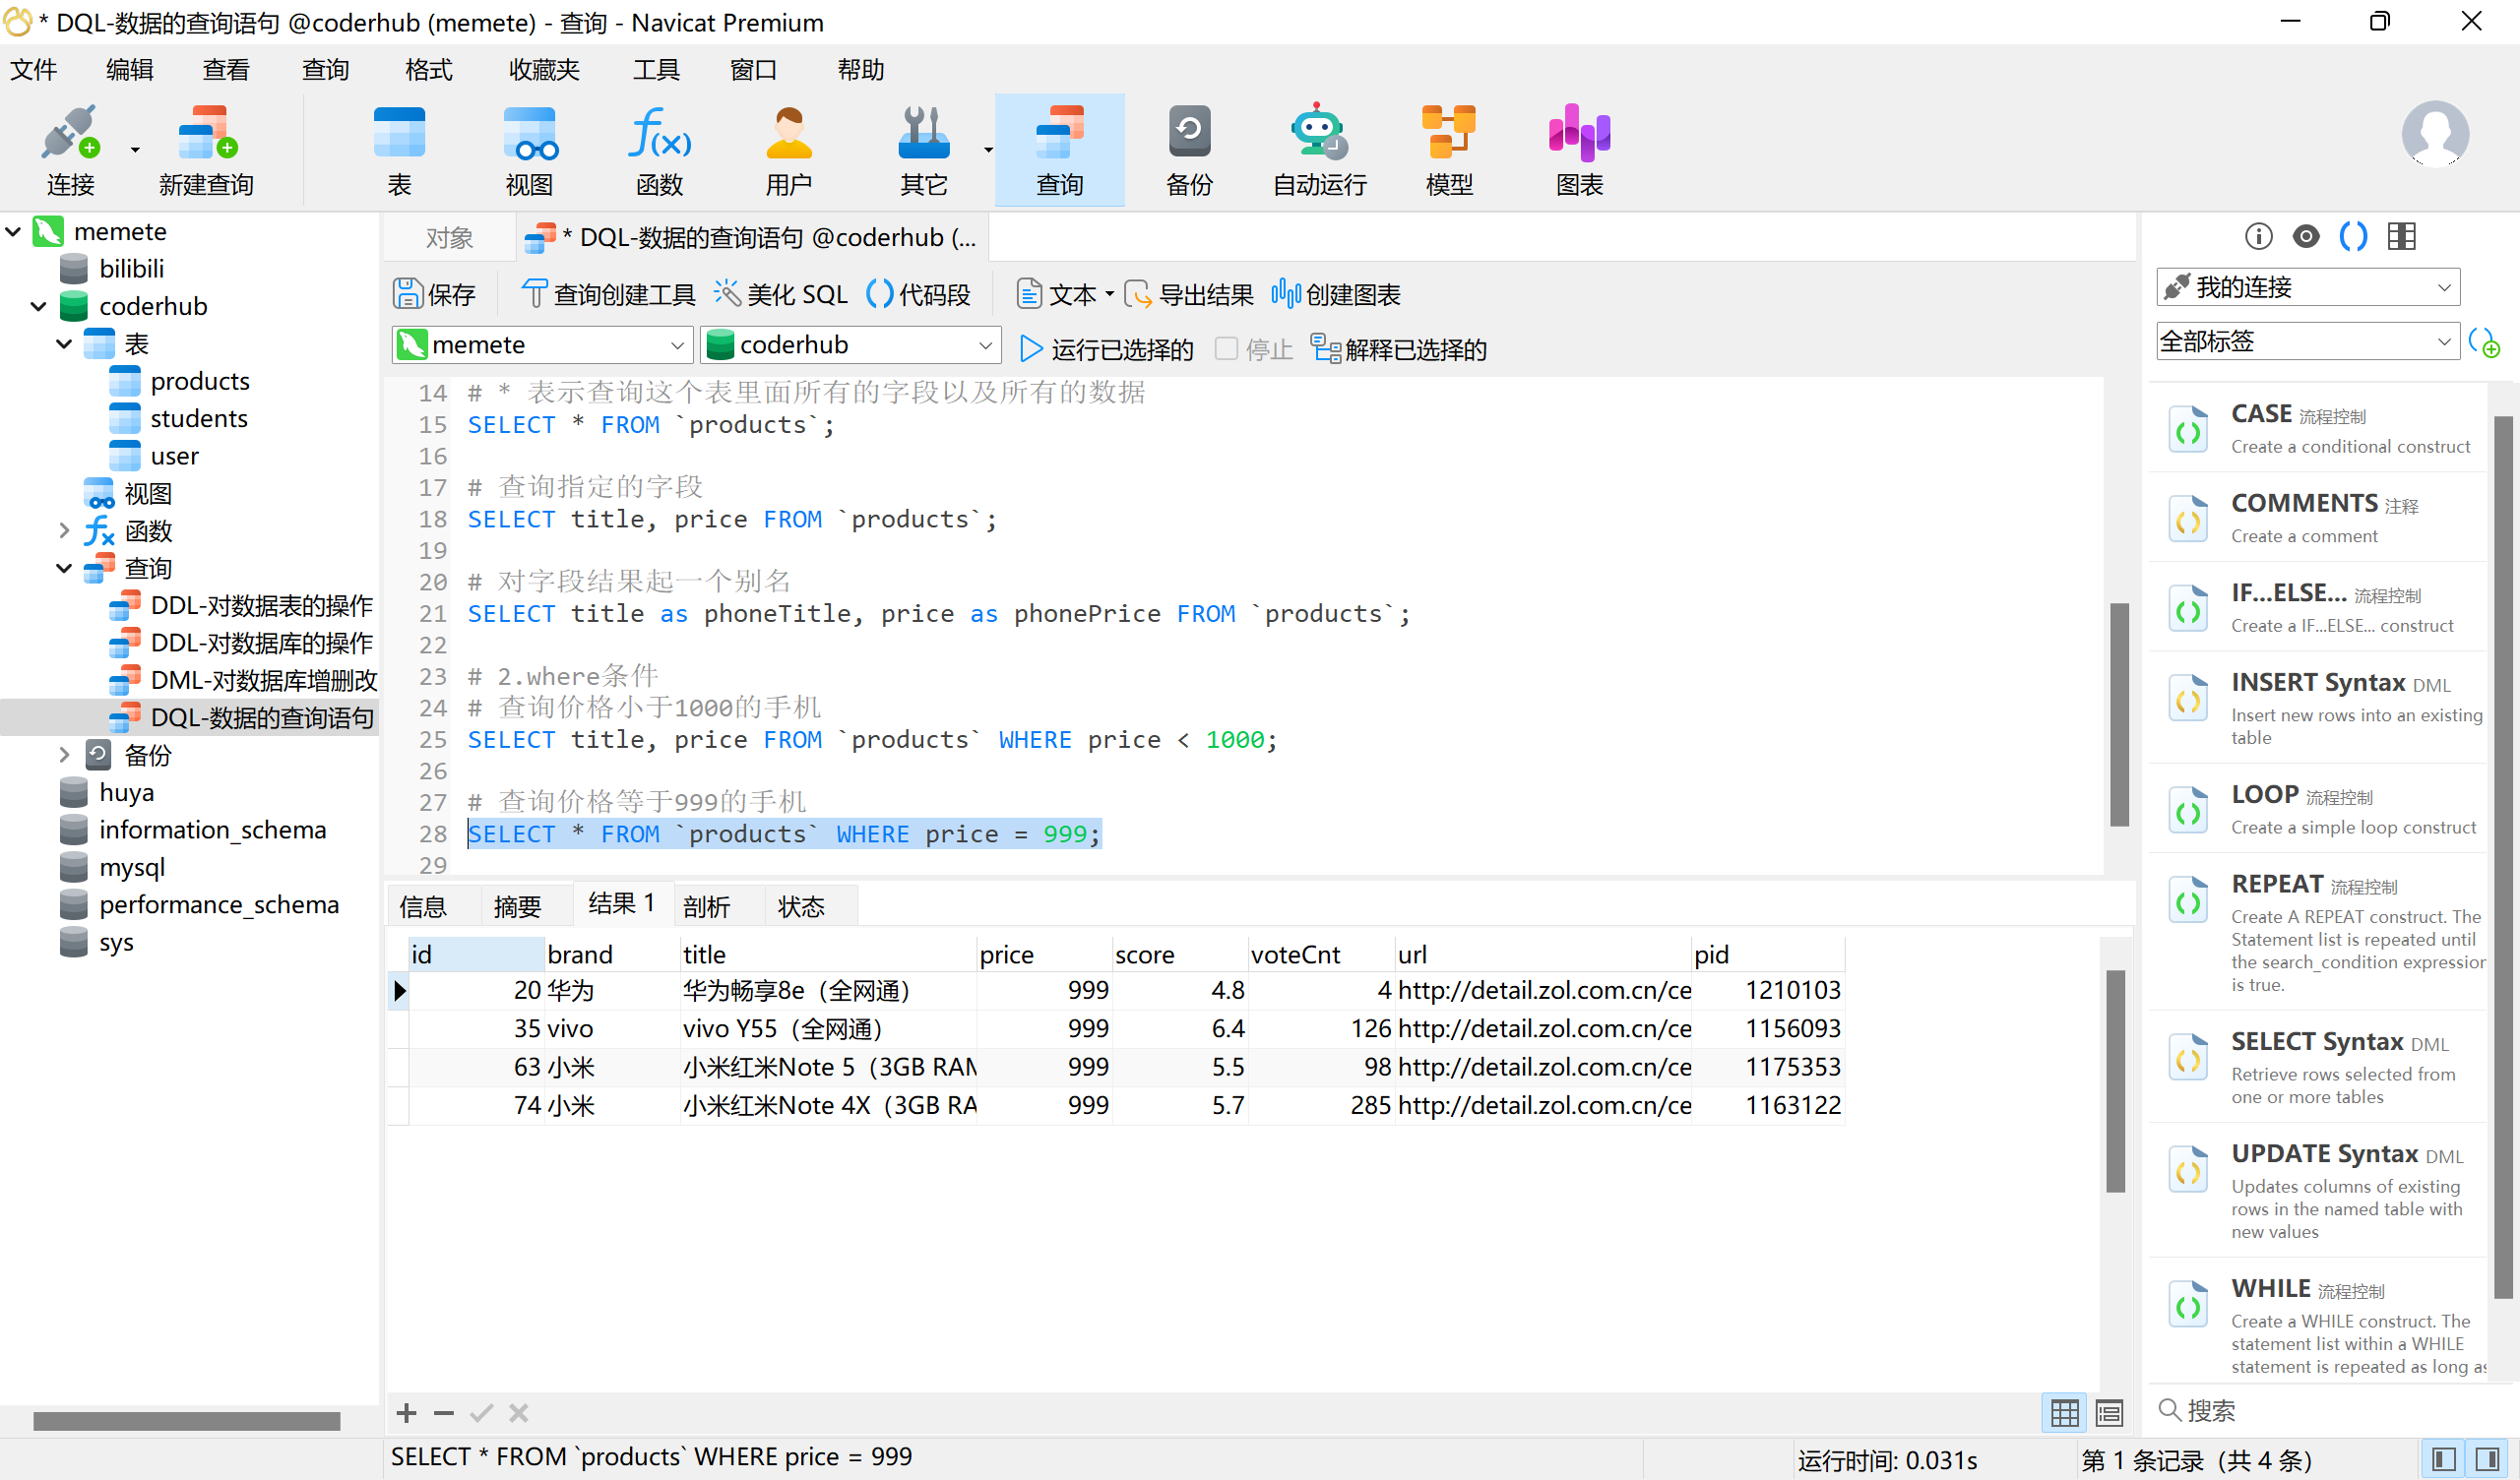 * DQL-数据的查询语句 @coderhub (memete) - 查询 - Navicat Premium
文件 编辑 查看 查询 格式 收藏夹 工具 窗口 帮助
连接 新建查询 表 视图 函数 用户 其它 查询 备份 自动运行 模型 图表
memete
bilibili
coderhub
表
products
students
user
视图
函数
查询
DDL-对数据表的操作
DDL-对数据库的操作
DML-对数据库增删改
DQL-数据的查询语句
备份
huya
information_schema
mysql
performance_schema
sys
对象 * DQL-数据的查询语句 @coderhub (...
保存 查询创建工具 美化 SQL 代码段 文本 导出结果 创建图表
memete coderhub 运行已选择的 停止 解释已选择的
14 # * 表示查询这个表里面所有的字段以及所有的数据
15 SELECT * FROM `products`;
16
17 # 查询指定的字段
18 SELECT title, price FROM `products`;
19
20 # 对字段结果起一个别名
21 SELECT title as phoneTitle, price as phonePrice FROM `products`;
22
23 # 2.where条件
24 # 查询价格小于1000的手机
25 SELECT title, price FROM `products` WHERE price < 1000;
26
27 # 查询价格等于999的手机
28 SELECT * FROM `products` WHERE price = 999;
29
信息 摘要 结果 1 剖析 状态
id brand title price score voteCnt url pid
20 华为 华为畅享8e（全网通） 999 4.8 4 http://detail.zol.com.cn/ce 1210103
35 vivo vivo Y55（全网通） 999 6.4 126 http://detail.zol.com.cn/ce 1156093
63 小米 小米红米Note 5（3GB RAM 999 5.5 98 http://detail.zol.com.cn/ce 1175353
74 小米 小米红米Note 4X（3GB RA 999 5.7 285 http://detail.zol.com.cn/ce 1163122
我的连接
全部标签
CASE 流程控制
Create a conditional construct
COMMENTS 注释
Create a comment
IF...ELSE... 流程控制
Create a IF...ELSE... construct
INSERT Syntax DML
Insert new rows into an existing
table
LOOP 流程控制
Create a simple loop construct
REPEAT 流程控制
Create A REPEAT construct. The
Statement list is repeated until
the search_condition expression
is true.
SELECT Syntax DML
Retrieve rows selected from
one or more tables
UPDATE Syntax DML
Updates columns of existing
rows in the named table with
new values
WHILE 流程控制
Create a WHILE construct. The
statement list within a WHILE
statement is repeated as long as
搜索
SELECT * FROM `products` WHERE price = 999 运行时间: 0.031s 第 1 条记录（共 4 条）